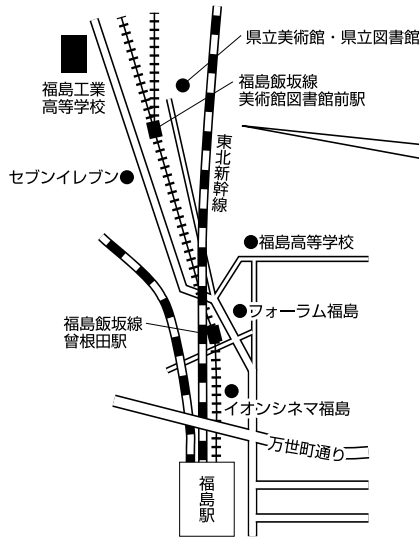 県立美術館・県立図書館
福島工業
高等学校
福島飯坂線
美術館図書館前駅
東北新幹線
セブンイレブン
福島高等学校
フォーラム福島
福島飯坂線
曾根田駅
イオンシネマ福島
万世町通り
福島駅